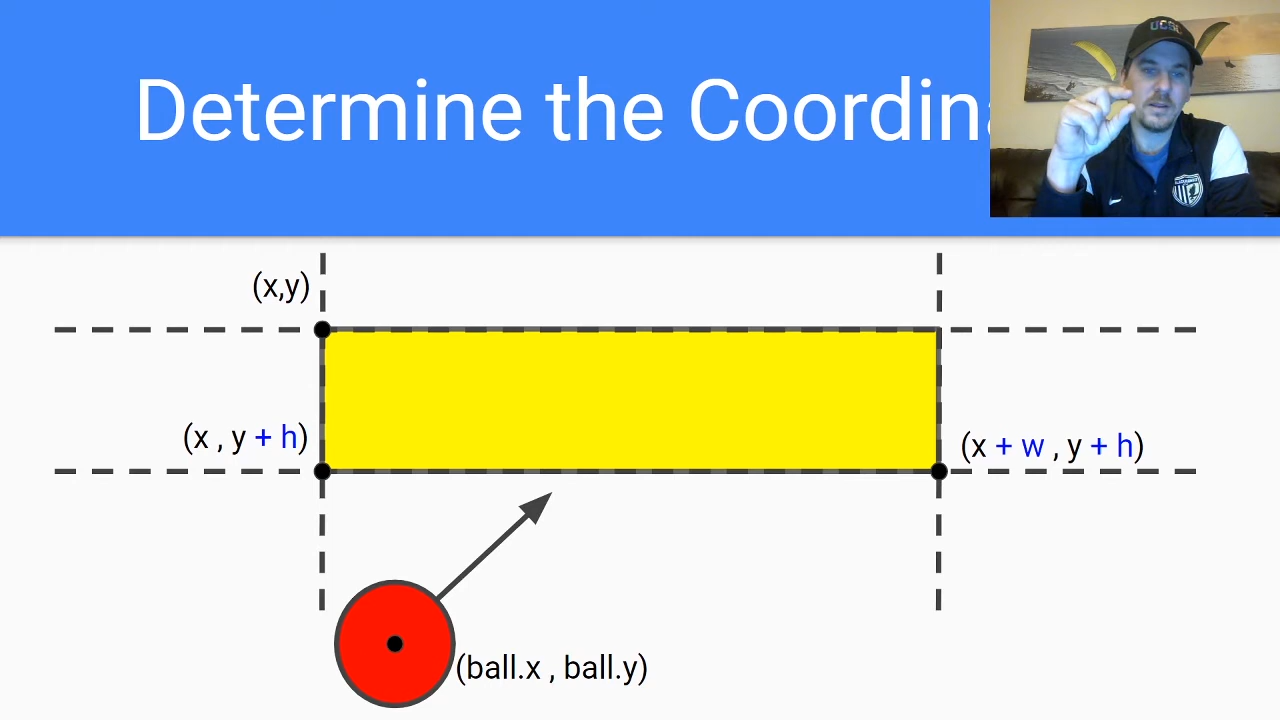 Determine the Coordina
(x,y)
(x , y + h)
(x + w , y + h)
(ball.x , ball.y)